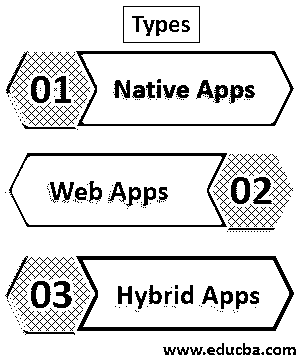 Types
01 Native Apps
Web Apps 02
03 Hybrid Apps
www.educba.com